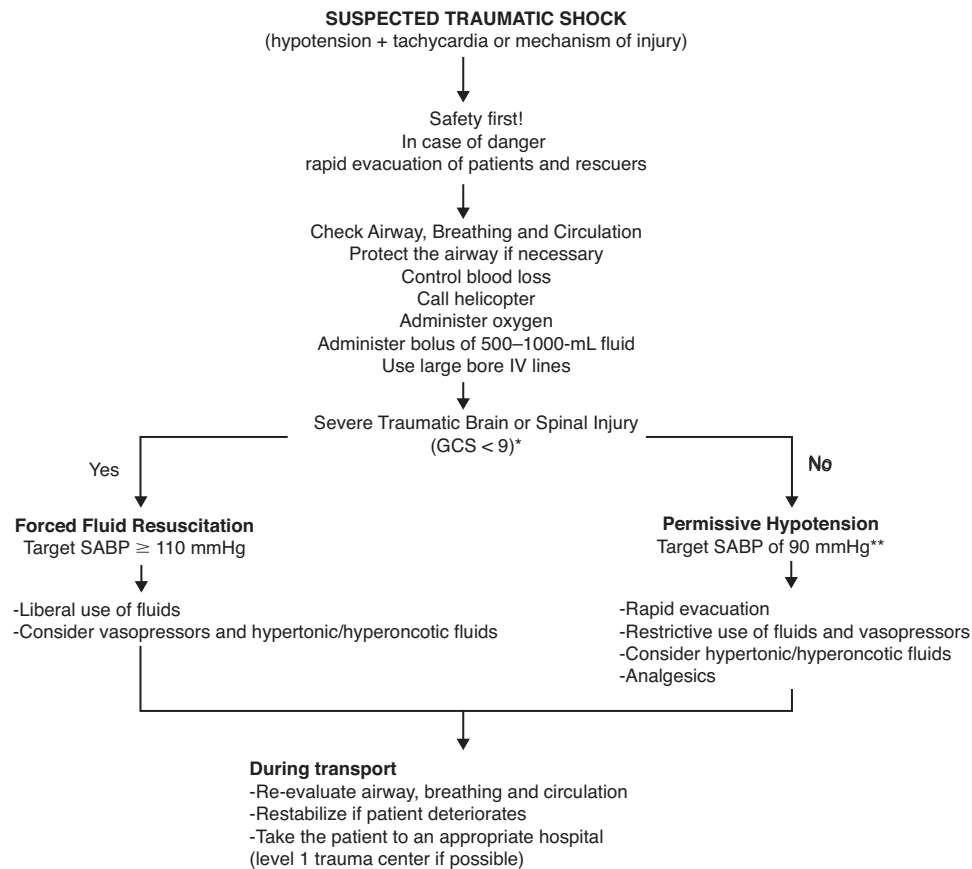 SUSPECTED TRAUMATIC SHOCK
(hypotension + tachycardia or mechanism of injury)
Safety first!
In case of danger
rapid evacuation of patients and rescuers
Check Airway, Breathing and Circulation
Protect the airway if necessary
Control blood loss
Call helicopter
Administer oxygen
Administer bolus of 500–1000-mL fluid
Use large bore IV lines
Severe Traumatic Brain or Spinal Injury
(GCS < 9)*
Yes
No
Forced Fluid Resuscitation
Target SABP ≥ 110 mmHg
-Liberal use of fluids
-Consider vasopressors and hypertonic/hyperoncotic fluids
Permissive Hypotension
Target SABP of 90 mmHg**
-Rapid evacuation
-Restrictive use of fluids and vasopressors
-Consider hypertonic/hyperoncotic fluids
-Analgesics
During transport
-Re-evaluate airway, breathing and circulation
-Restabilize if patient deteriorates
-Take the patient to an appropriate hospital
(level 1 trauma center if possible)